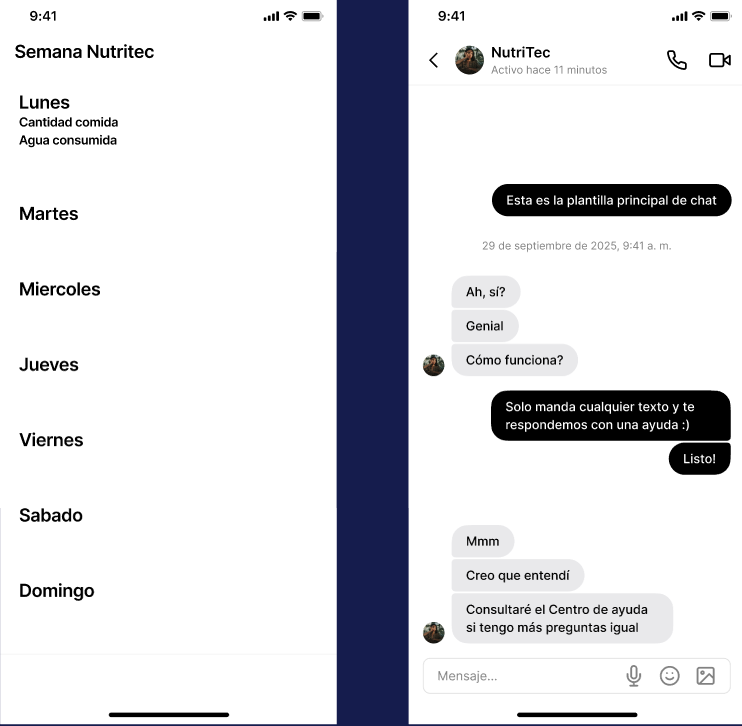 9:41
Semana Nutritec
Lunes
Cantidad comida
Agua consumida
Martes
Miercoles
Jueves
Viernes
Sabado
Domingo
9:41
NutriTec
Activo hace 11 minutos
Esta es la plantilla principal de chat
29 de septiembre de 2025, 9:41 a. m.
Ah, sí?
Genial
Cómo funciona?
Solo manda cualquier texto y te
respondemos con una ayuda :)
Listo!
Mmm
Creo que entendí
Consultaré el Centro de ayuda
si tengo más preguntas igual
Mensaje...